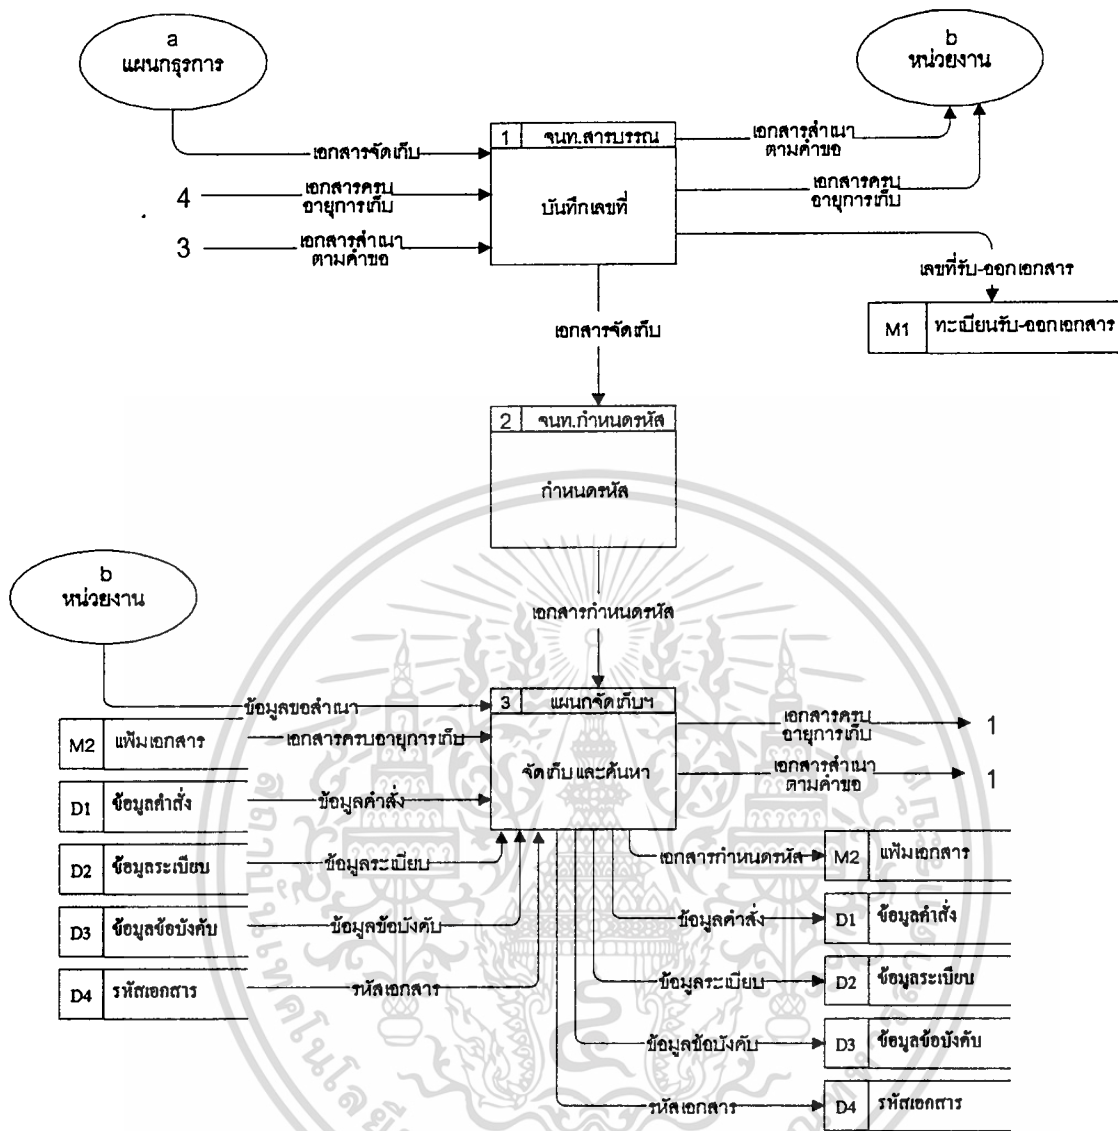 a
แผนกธุรการ
b
หน่วยงาน
1 จนท.สารบรรณ
บันทึกเลขที่
เอกสารจัดเก็บ
4
เอกสารครบ
อายุการเก็บ
3
เอกสารสำเนา
ตามคำขอ
เอกสารสำเนา
ตามคำขอ
เอกสารครบ
อายุการเก็บ
เลขที่รับ-ออกเอกสาร
M1 ทะเบียนรับ-ออกเอกสาร
เอกสารจัดเก็บ
2 จนท.กำหนดรหัส
กำหนดรหัส
b
หน่วยงาน
เอกสารกำหนดรหัส
ข้อมูลขอสำเนา
3 แผนกจัดเก็บฯ
จัดเก็บ และค้นหา
M2 แฟ้มเอกสาร
เอกสารครบอายุการเก็บ
D1 ข้อมูลคำสั่ง
ข้อมูลคำสั่ง
D2 ข้อมูลระเบียบ
ข้อมูลระเบียบ
D3 ข้อมูลข้อบังคับ
ข้อมูลข้อบังคับ
D4 รหัสเอกสาร
รหัสเอกสาร
เอกสารครบ
อายุการเก็บ
1
เอกสารสำเนา
ตามคำขอ
1
เอกสารกำหนดรหัส
M2 แฟ้มเอกสาร
ข้อมูลคำสั่ง
D1 ข้อมูลคำสั่ง
ข้อมูลระเบียบ
D2 ข้อมูลระเบียบ
ข้อมูลข้อบังคับ
D3 ข้อมูลข้อบังคับ
รหัสเอกสาร
D4 รหัสเอกสาร